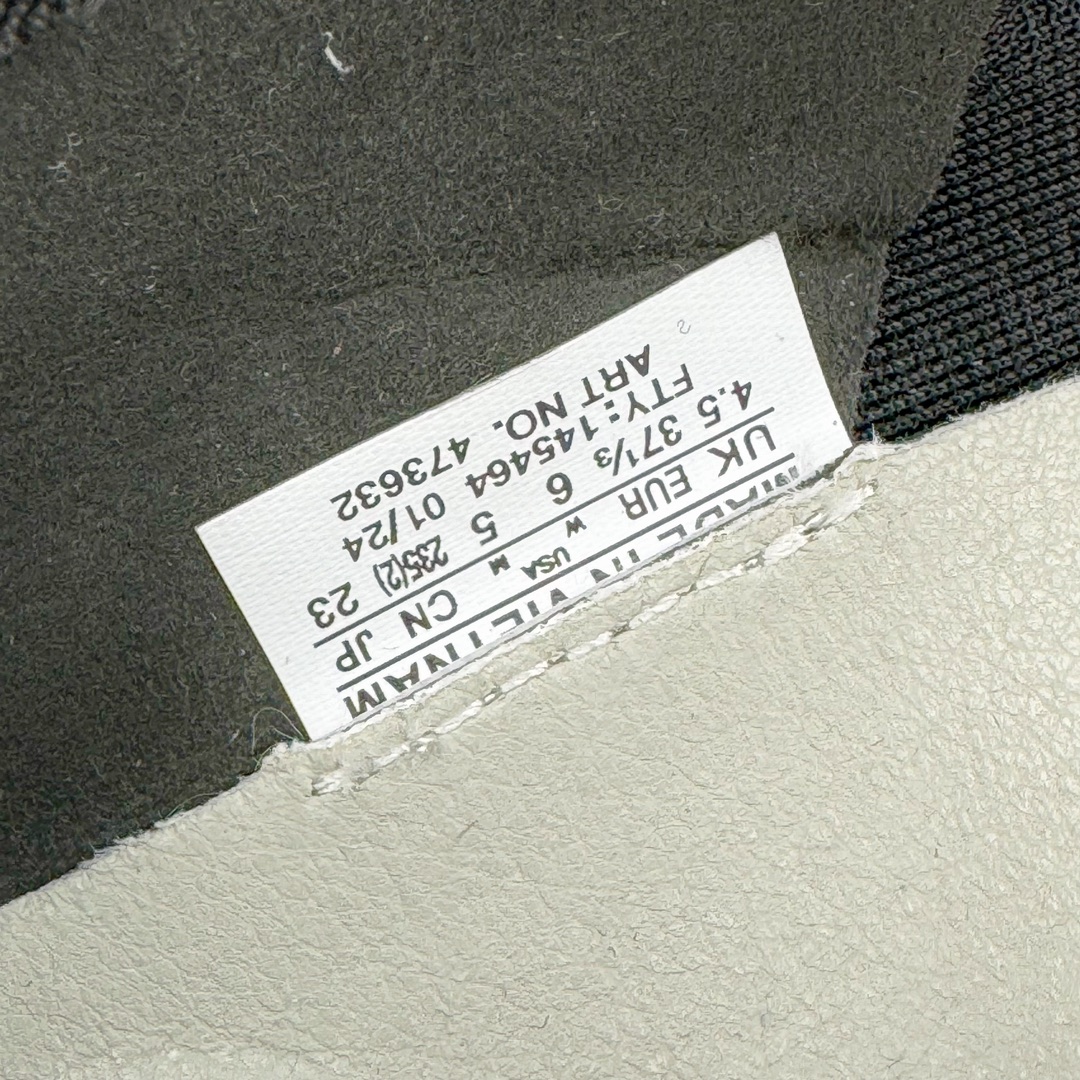 MADE IN VIETNAM
UK EUR USA CN JP
W M
4.5 37⅓ 6 5 235(2) 23
FTY: 145464 01/24
ART NO. 473632
2